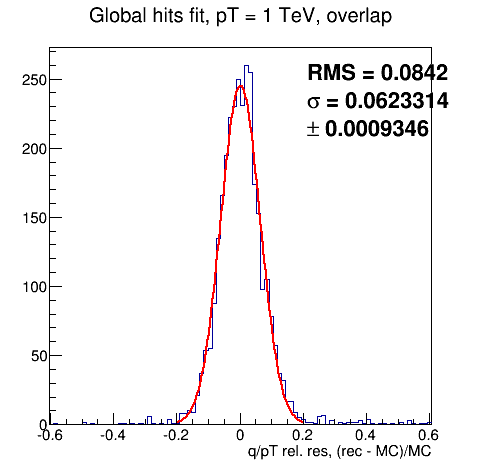 Global hits fit, pT = 1 TeV, overlap
RMS = 0.0842
σ = 0.0623314
± 0.0009346
250
200
150
100
50
0
-0.6 -0.4 -0.2 0 0.2 0.4 0.6
q/pT rel. res, (rec - MC)/MC